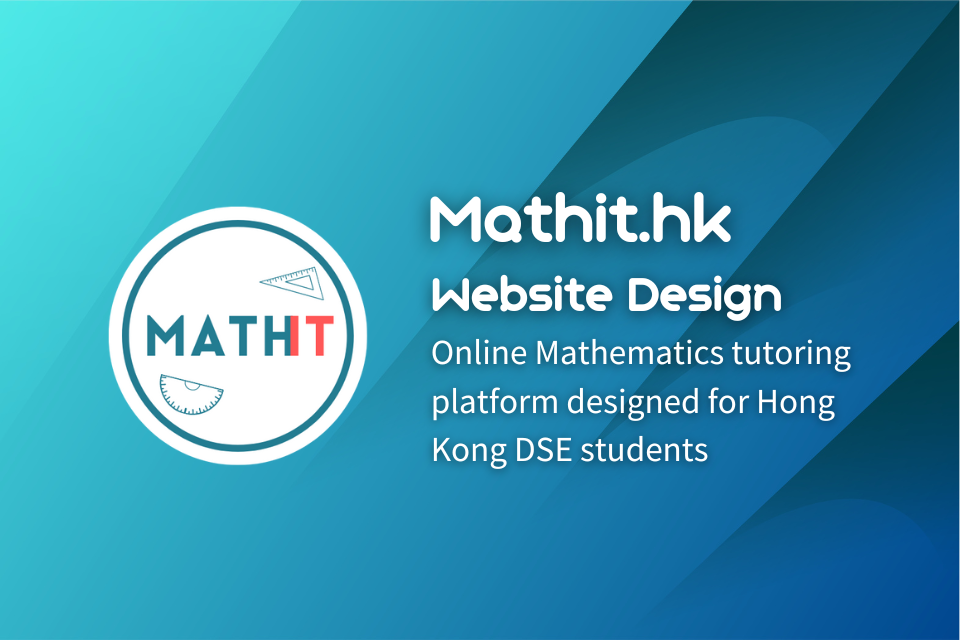 MATHIT
Mathit.hk
Website Design
Online Mathematics tutoring
platform designed for Hong
Kong DSE students